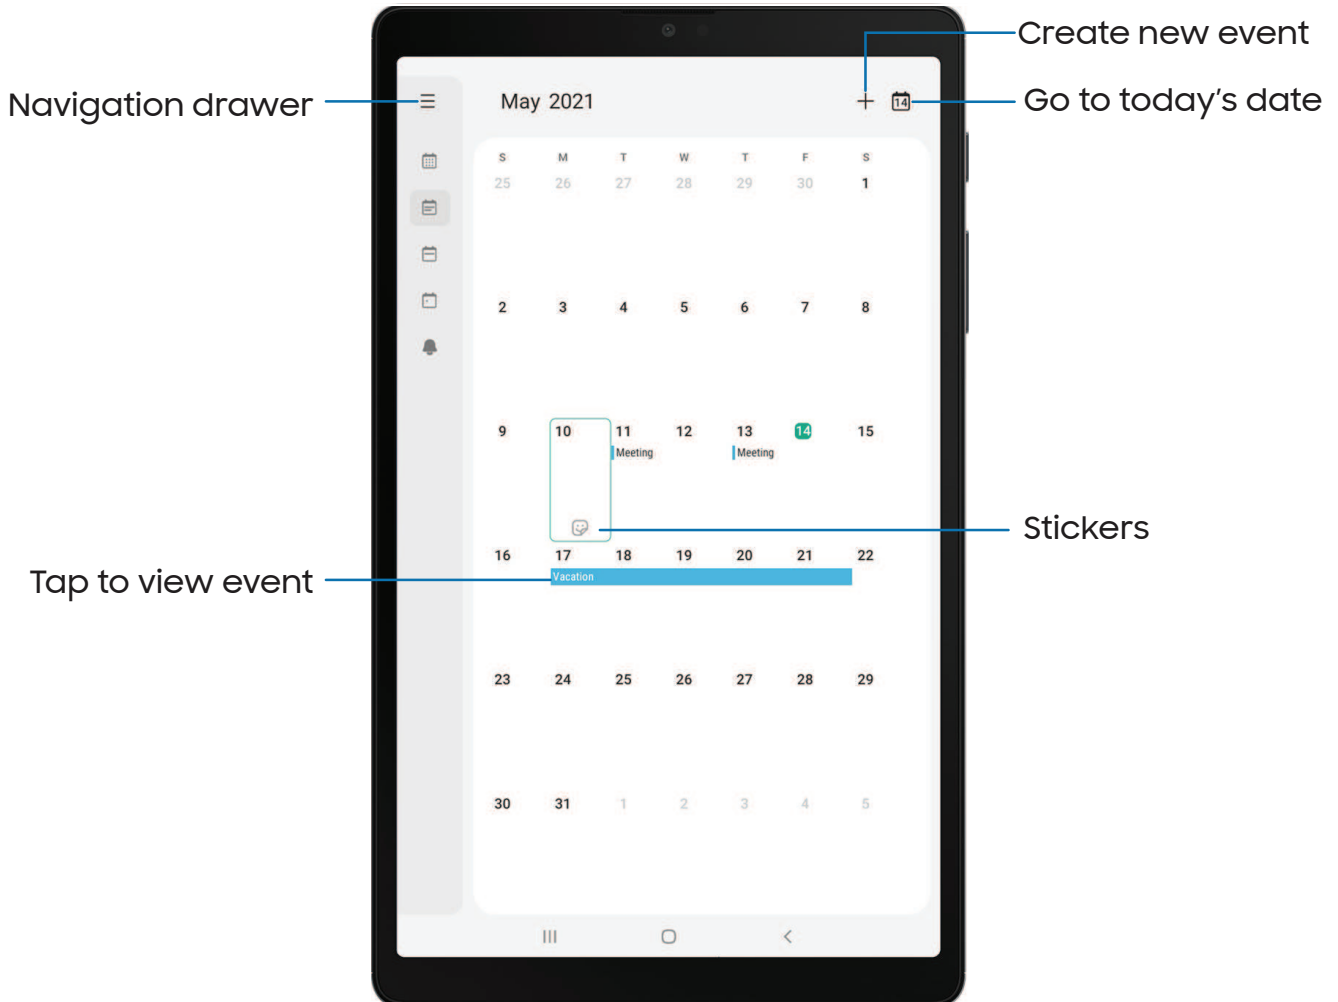 Create new event
Navigation drawer
May 2021
14
Go to today's date
S M T W T F S
25 26 27 28 29 30 1
2 3 4 5 6 7 8
9 10 11 12 13 14 15
Meeting Meeting
Stickers
16 17 18 19 20 21 22
Vacation
Tap to view event
23 24 25 26 27 28 29
30 31 1 2 3 4 5